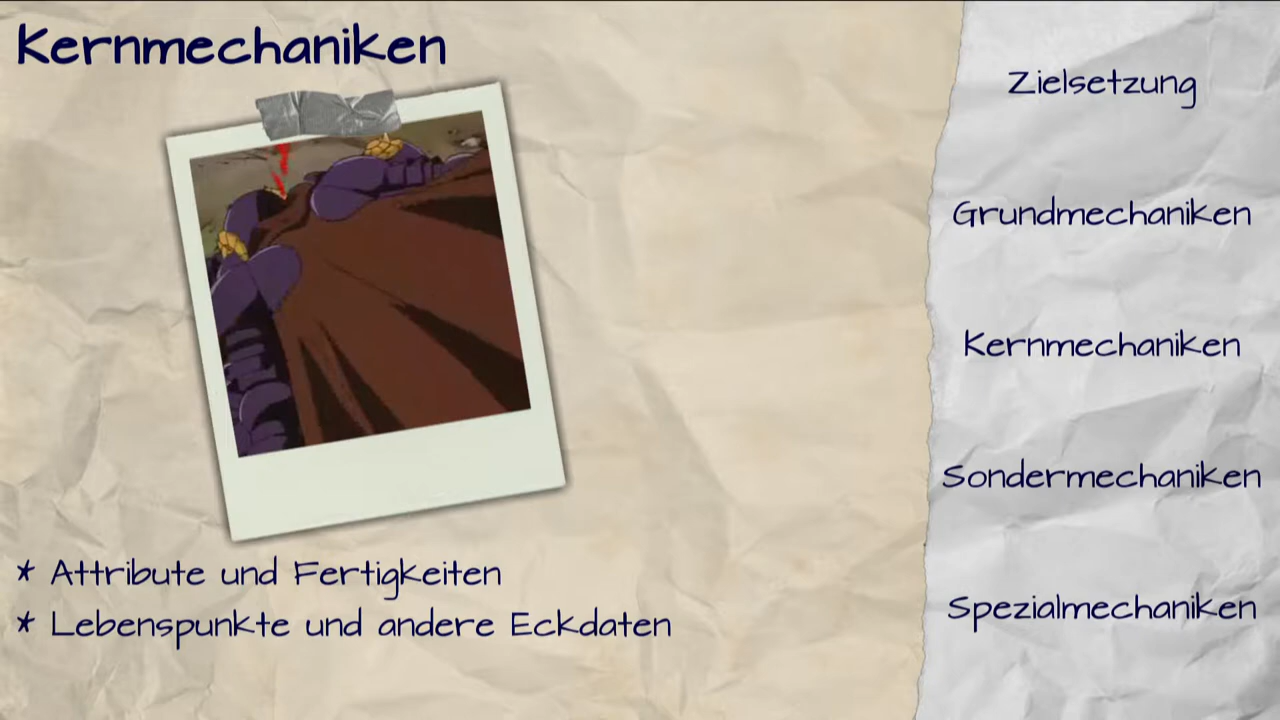 Kernmechaniken
* Attribute und Fertigkeiten
* Lebenspunkte und andere Eckdaten
Zielsetzung
Grundmechaniken
Kernmechaniken
Sondermechaniken
Spezialmechaniken